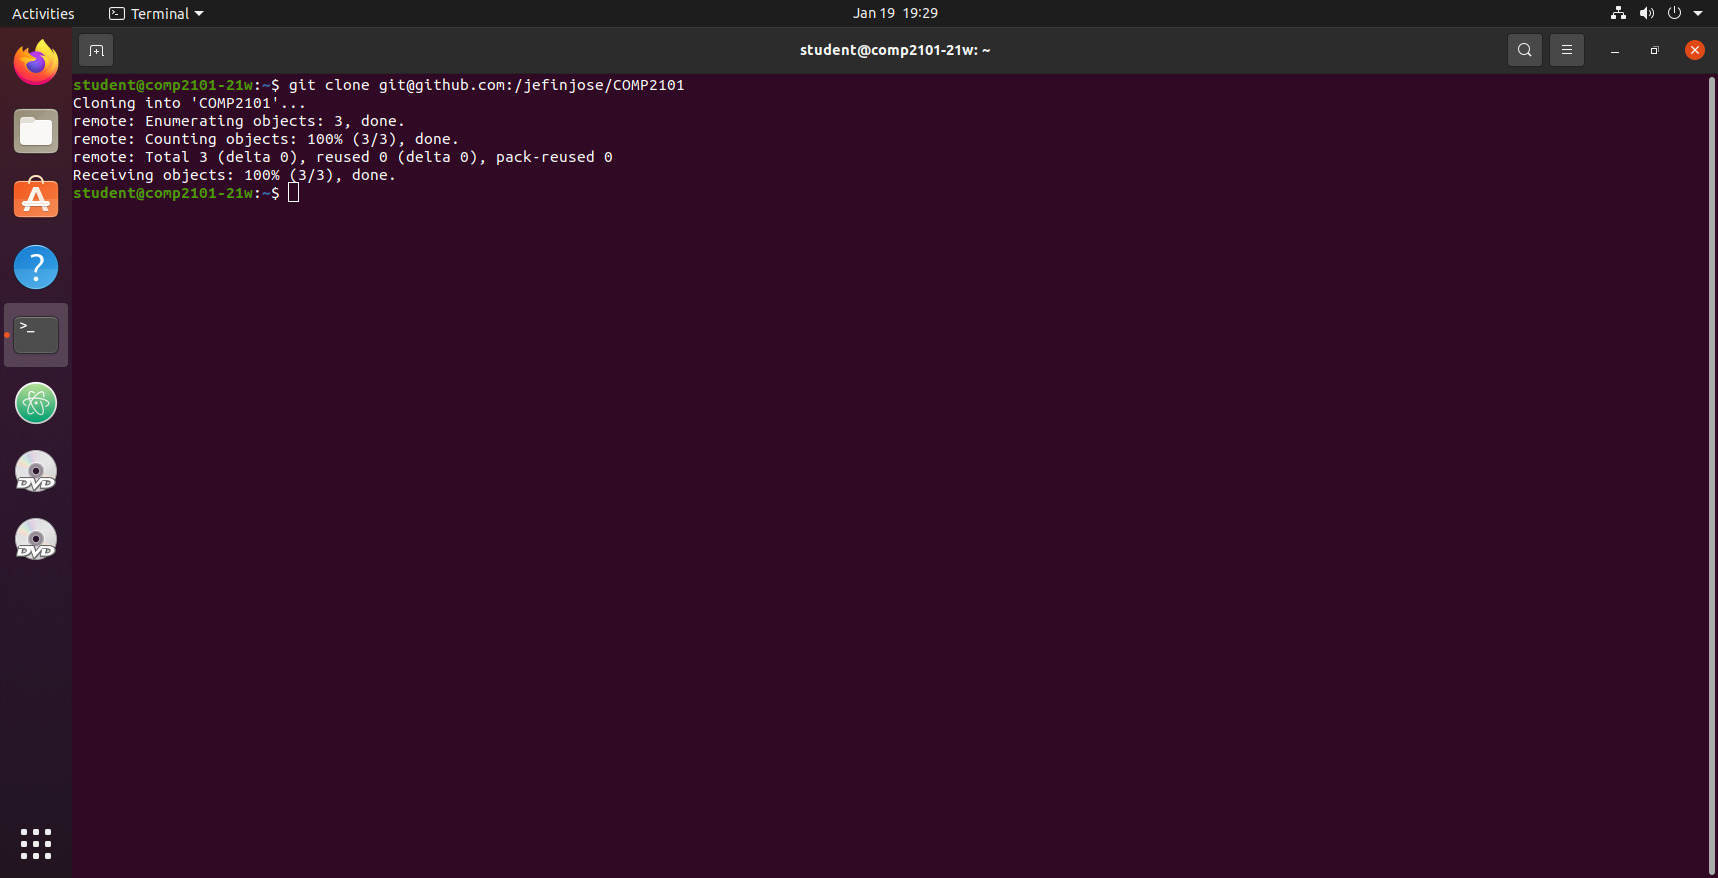 Activities
Terminal
Jan 19 19:29
student@comp2101-21w: ~
student@comp2101-21w:~$ git clone git@github.com:/jefinjose/COMP2101
Cloning into 'COMP2101'...
remote: Enumerating objects: 3, done.
remote: Counting objects: 100% (3/3), done.
remote: Total 3 (delta 0), reused 0 (delta 0), pack-reused 0
Receiving objects: 100% (3/3), done.
student@comp2101-21w:~$
?
>_
DVD
DVD